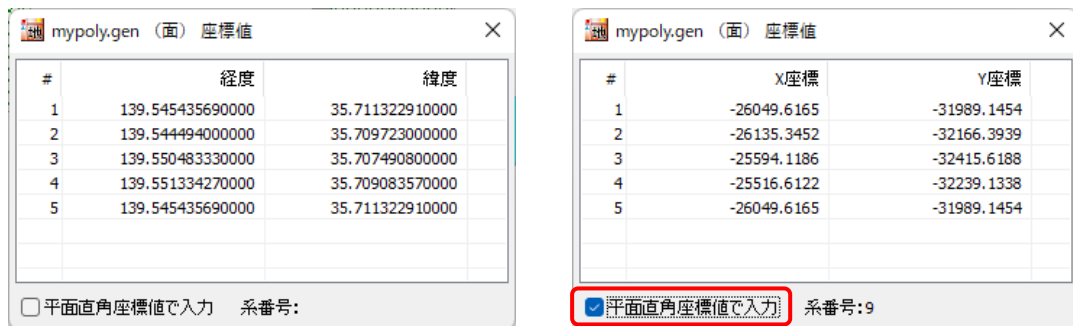 mypoly.gen （面） 座標値
# 経度 緯度
1 139.545435690000 35.711322910000
2 139.544494000000 35.709723000000
3 139.550483330000 35.707490800000
4 139.551334270000 35.709083570000
5 139.545435690000 35.711322910000
平面直角座標値で入力 系番号:
mypoly.gen （面） 座標値
# X座標 Y座標
1 -26049.6165 -31989.1454
2 -26135.3452 -32166.3939
3 -25594.1186 -32415.6188
4 -25516.6122 -32239.1338
5 -26049.6165 -31989.1454
平面直角座標値で入力 系番号:9